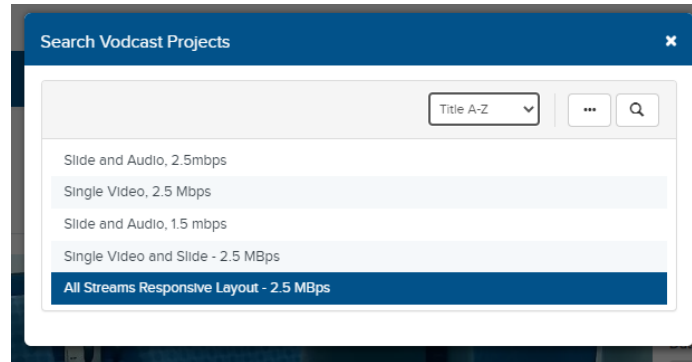 Search Vodcast Projects ×
Title A-Z ...
Slide and Audio, 2.5mbps
Single Video, 2.5 Mbps
Slide and Audio, 1.5 mbps
Single Video and Slide - 2.5 MBps
All Streams Responsive Layout - 2.5 MBps